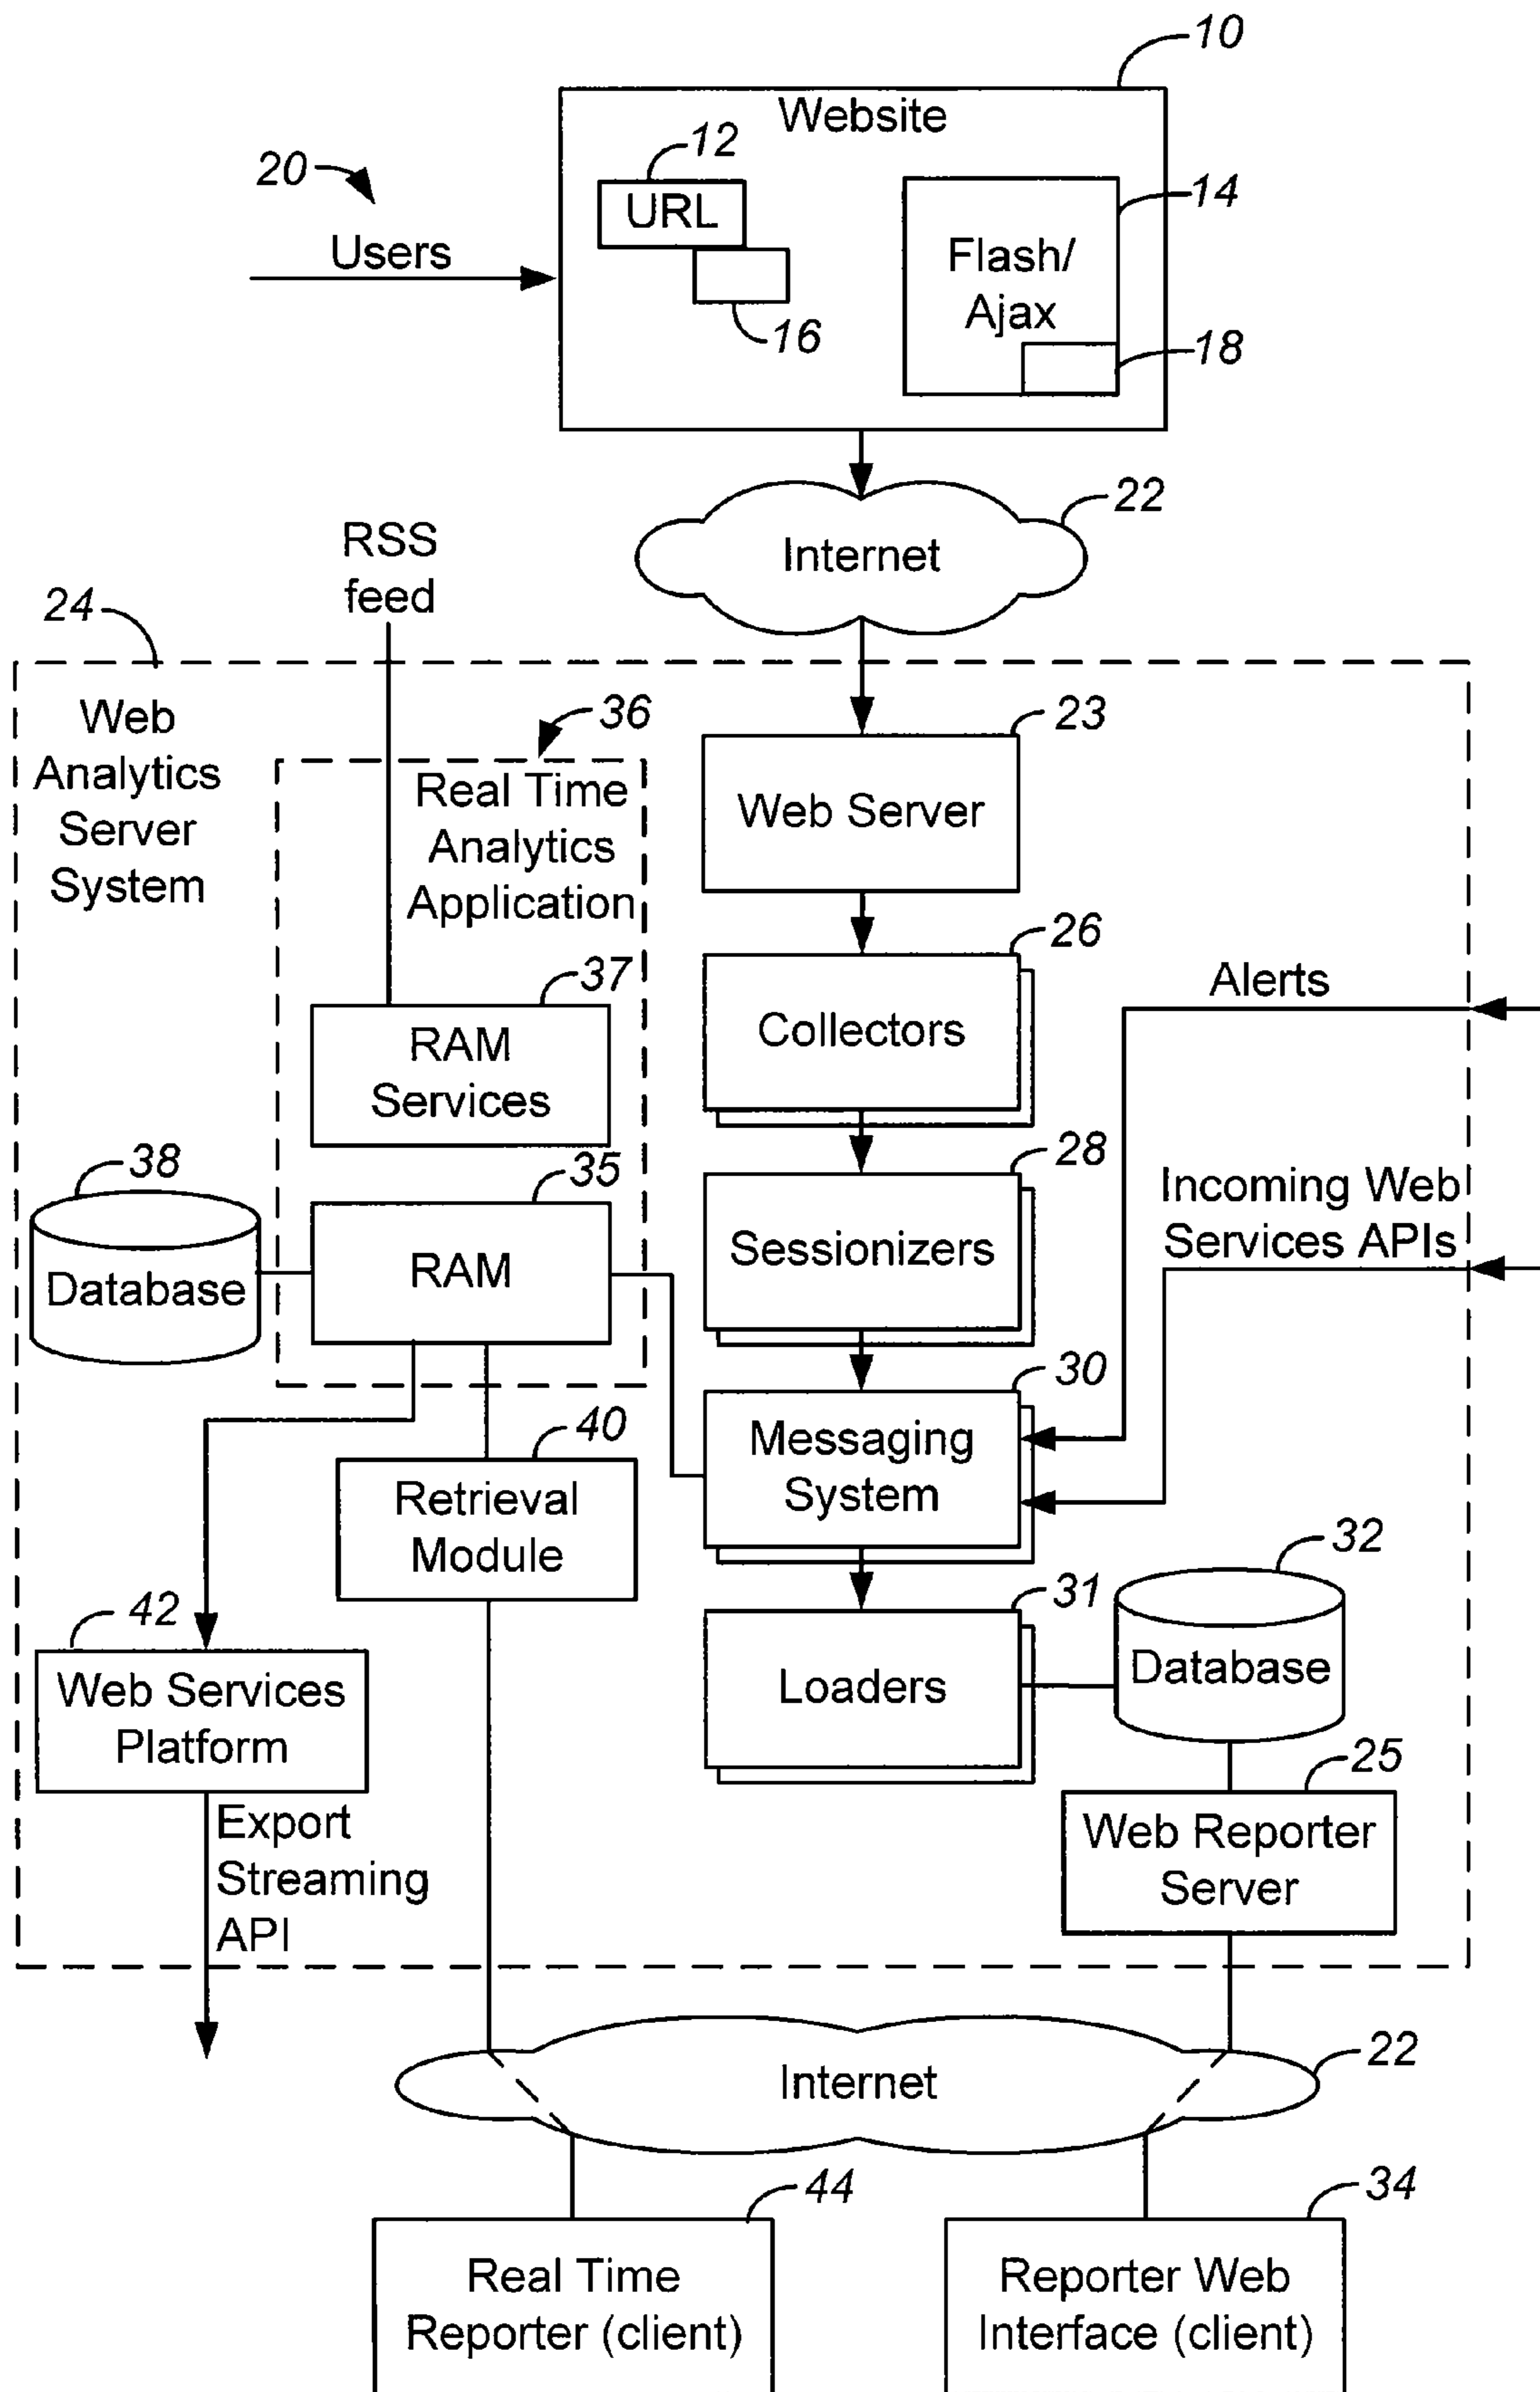 10
Website
12
20
URL
14
Users
Flash/
Ajax
16
18
22
Internet
RSS
feed
24
Web
Analytics
Server
System
36
23
Real Time
Analytics
Application
Web Server
26
37
Alerts
Collectors
RAM
Services
38
35
28
Incoming Web
Services APIs
Sessionizers
RAM
Database
30
40
Messaging
System
Retrieval
Module
32
31
42
Database
Loaders
Web Services
Platform
25
Export
Streaming
API
Web Reporter
Server
22
Internet
44
34
Real Time
Reporter (client)
Reporter Web
Interface (client)